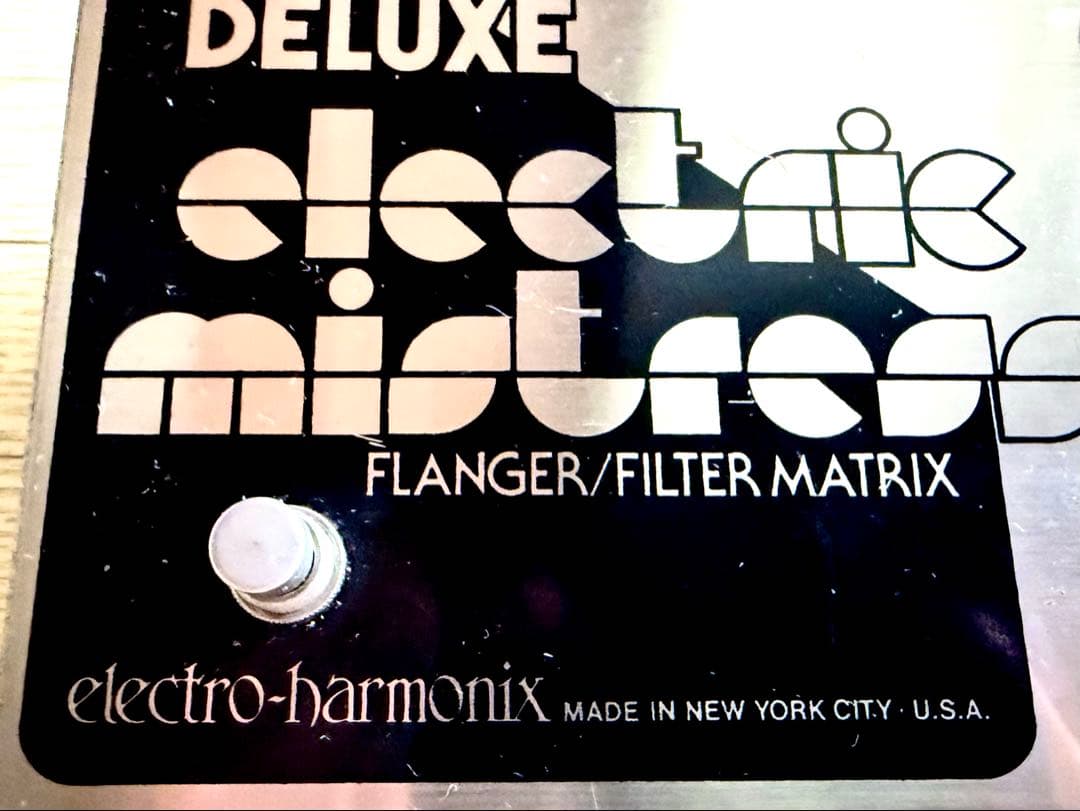 DELUXE
electric
mistress
FLANGER/FILTER MATRIX
electro-harmonix MADE IN NEW YORK CITY · U.S.A.